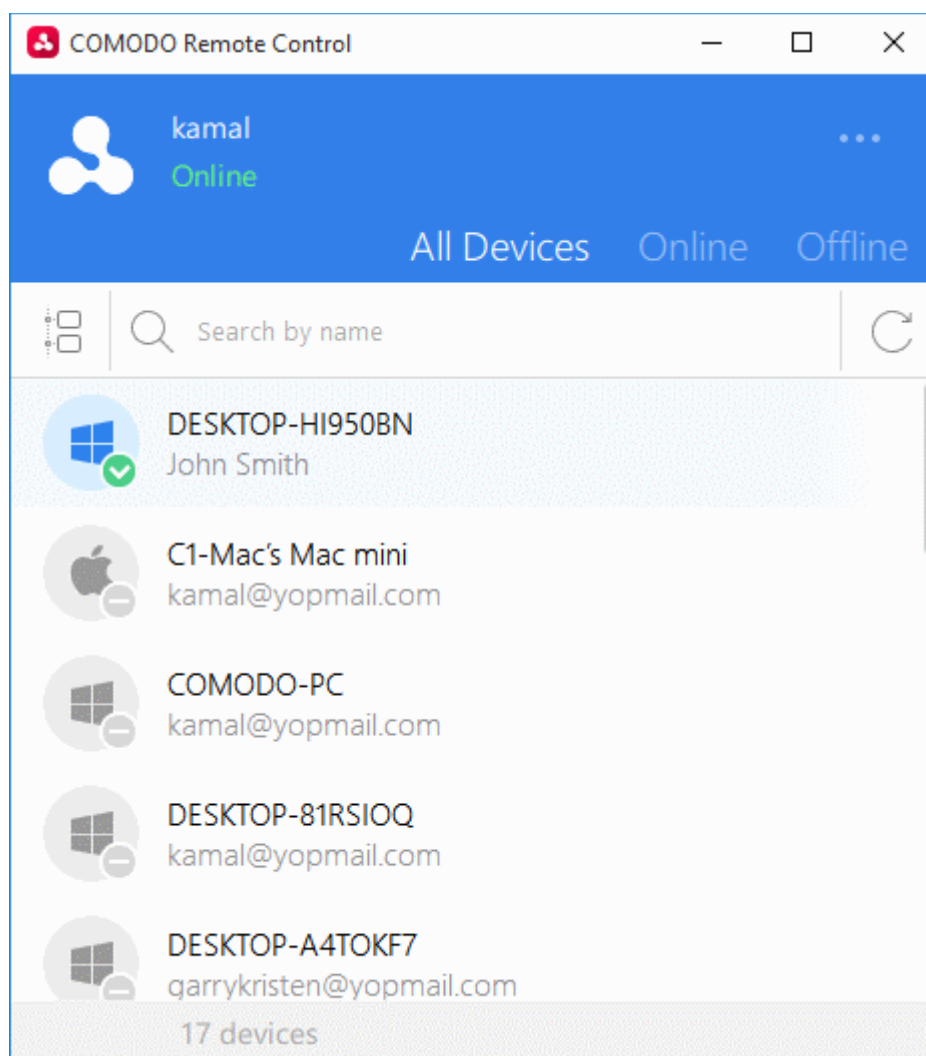 COMODO Remote Control
kamal
Online
All Devices Online Offline
Search by name
DESKTOP-HI950BN
John Smith
C1-Mac’s Mac mini
kamal@yopmail.com
COMODO-PC
kamal@yopmail.com
DESKTOP-81RSIOQ
kamal@yopmail.com
DESKTOP-A4TOKF7
garrykristen@yopmail.com
17 devices